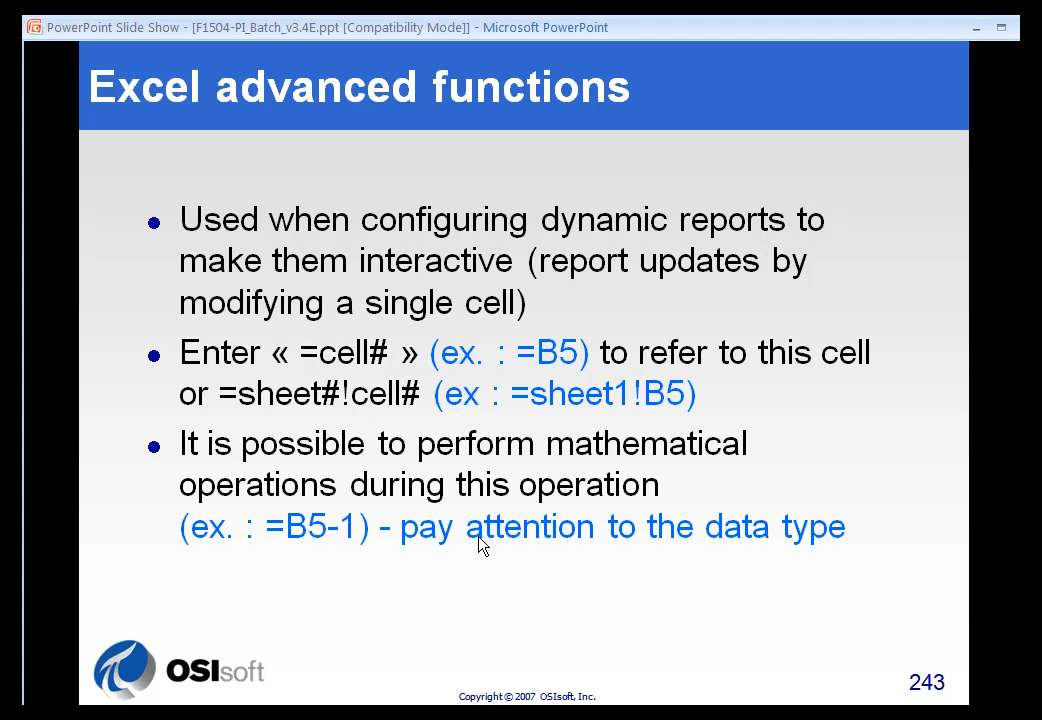 PowerPoint Slide Show - [F1504-PI_Batch_v3.4E.ppt [Compatibility Mode]] - Microsoft PowerPoint
Excel advanced functions
• Used when configuring dynamic reports to
make them interactive (report updates by
modifying a single cell)
• Enter « =cell# » (ex. : =B5) to refer to this cell
or =sheet#!cell# (ex : =sheet1!B5)
• It is possible to perform mathematical
operations during this operation
(ex. : =B5-1) - pay attention to the data type
OSIsoft
Copyright © 2007 OSIsoft, Inc.
243